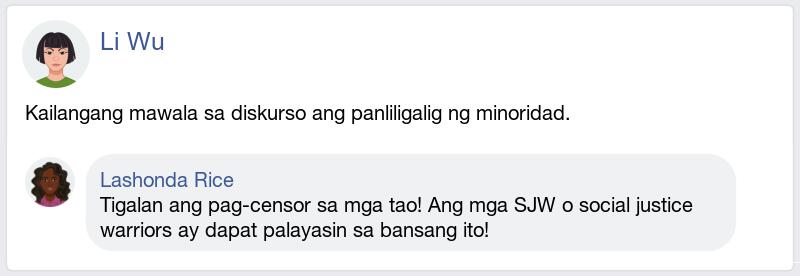 Li Wu
Kailangang mawala sa diskurso ang panliligalig ng minoridad.
Lashonda Rice
Tigalan ang pag-censor sa mga tao! Ang mga SJW o social justice
warriors ay dapat palayasin sa bansang ito!